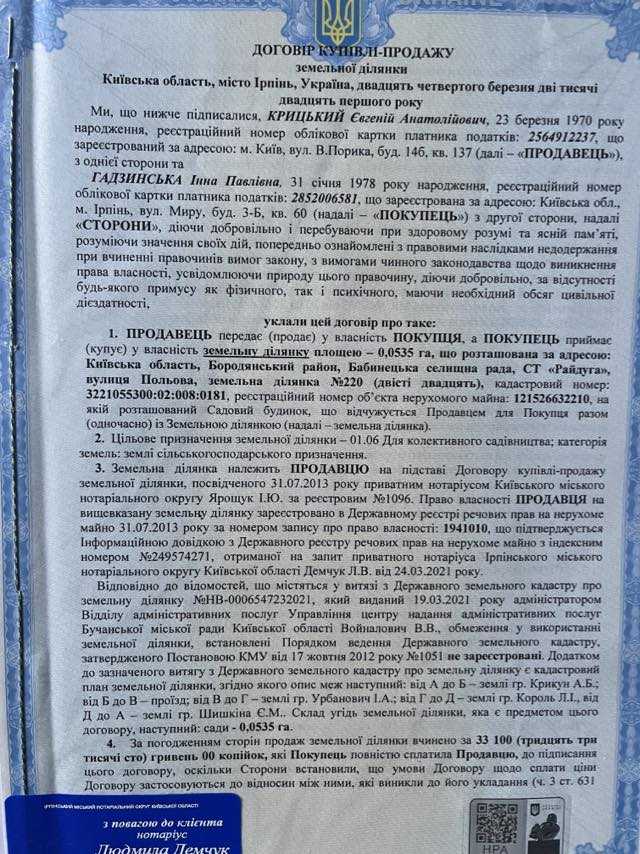 ДОГОВІР КУПІВЛІ-ПРОДАЖУ
земельної ділянки
Київська область, місто Ірпінь, Україна, двадцять четвертого березня дві тисячі
двадцять першого року
Ми, що нижче підписалися, КРИЦЬКИЙ Євгеній Анатолійович, 23 березня 1970 року
народження, реєстраційний номер облікової картки платника податків: 2564912237, що
зареєстрований за адресою: м. Київ, вул. В.Порика, буд. 14б, кв. 137 (далі – «ПРОДАВЕЦЬ»),
з однієї сторони та
ГАДЗИНСЬКА Інна Павлівна, 31 січня 1978 року народження, реєстраційний номер
облікової картки платника податків: 2852006581, що зареєстрована за адресою: Київська обл.,
м. Ірпінь, вул. Миру, буд. 3-Б, кв. 60 (надалі – «ПОКУПЕЦЬ») з другої сторони, надалі
«СТОРОНИ», діючи добровільно і перебуваючи при здоровому розумі та ясній пам’яті,
розуміючи значення своїх дій, попередньо ознайомлені з правовими наслідками недодержання
при вчиненні правочинів вимог закону, з вимогами чинного законодавства щодо виникнення
права власності, усвідомлюючи природу цього правочину, діючи добровільно, за відсутності
будь-якого примусу як фізичного, так і психічного, маючи необхідний обсяг цивільної
дієздатності,
уклали цей договір про таке:
1. ПРОДАВЕЦЬ передає (продає) у власність ПОКУПЦЯ, а ПОКУПЕЦЬ приймає
(купує) у власність земельну ділянку площею – 0,0535 га, що розташована за адресою:
Київська область, Бородянський район, Бабинецька селищна рада, СТ «Райдуга»,
вулиця Польова, земельна ділянка №220 (двісті двадцять), кадастровий номер:
3221055300:02:008:0181, реєстраційний номер об’єкта нерухомого майна: 121526632210, на
якій розташований Садовий будинок, що відчужується Продавцем для Покупця разом
(одночасно) із Земельною ділянкою (надалі – земельна ділянка).
2. Цільове призначення земельної ділянки – 01.06 Для колективного садівництва; категорія
земель: землі сільськогосподарського призначення.
3. Земельна ділянка належить ПРОДАВЦЮ на підставі Договору купівлі-продажу
земельної ділянки, посвідченого 31.07.2013 року приватним нотаріусом Київського міського
нотаріального округу Ярощук І.Ю. за реєстровим №1096. Право власності ПРОДАВЦЯ на
вищевказану земельну ділянку зареєстровано в Державному реєстрі речових прав на нерухоме
майно 31.07.2013 року за номером запису про право власності: 1941010, що підтверджується
Інформаційною довідкою з Державного реєстру речових прав на нерухоме майно з індексним
номером №249574271, отриманої на запит приватного нотаріуса Ірпінського міського
нотаріального округу Київської області Демчук Л.В. від 24.03.2021 року.
Відповідно до відомостей, що містяться у витязі з Державного земельного кадастру про
земельну ділянку №НВ-0006547232021, який виданий 19.03.2021 року адміністратором
Відділу адміністративних послуг Управління центру надання адміністративних послуг
Бучанської міської ради Київської області Войналович В.В., обмеження у використанні
земельної ділянки, встановлені Порядком ведення Державного земельного кадастру,
затвердженого Постановою КМУ від 17 жовтня 2012 року №1051 не зареєстровані. Додатком
до зазначеного витягу з Державного земельного кадастру про земельну ділянку є кадастровий
план земельної ділянки, згідно якого опис меж наступний: від А до Б – землі гр. Крикун А.Б.;
від Б до В – проїзд; від В до Г – землі гр. Урбанович І.А.; від Г до Д – землі гр. Король Л.І., від
Д до А – землі гр. Шишкіна Є.М.. Склад угідь земельної ділянки, яка є предметом цього
договору, наступний: сади - 0,0535 га.
4. За погодженням сторін продаж земельної ділянки вчинено за 33 100 (тридцять три
тисячі сто) гривень 00 копійок, які Покупець повністю сплатила Продавцю, до підписання
цього договору, оскільки Сторони встановили, що умови Договору щодо сплати ціни
Договору застосовуються до відносин між ними, які виникли до його укладання (ч. 3 ст. 631
ІРПІНСЬКИЙ МІСЬКИЙ НОТАРІАЛЬНИЙ ОКРУГ КИЇВСЬКОЇ ОБЛАСТІ
з повагою до клієнта
нотаріус
Людмила Демчук
НРА